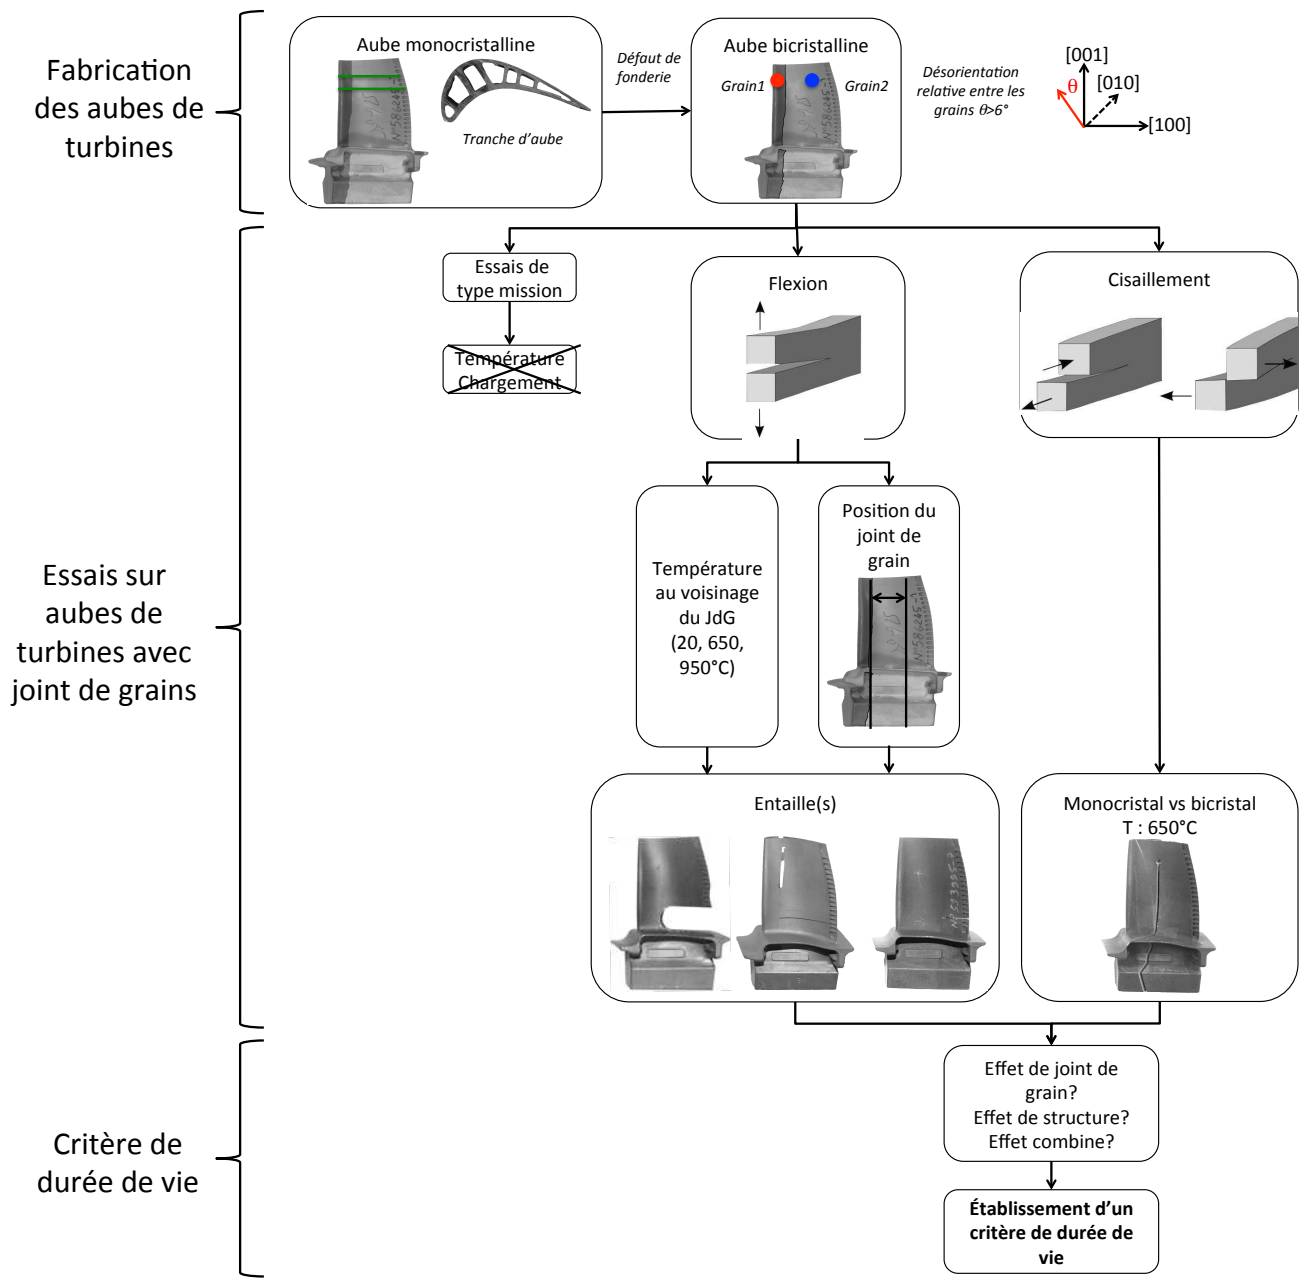 Fabrication
des aubes de
turbines
Aube monocristalline
Tranche d'aube
Défaut de
fonderie
Aube bicristalline
Grain1
Grain2
N°586245-2
Désorientation
relative entre les
grains θ>6°
[001]
θ
[010]
[100]
Essais sur
aubes de
turbines avec
joint de grains
Essais de
type mission
Température
Chargement
Flexion
Cisaillement
Température
au voisinage
du JdG
(20, 650,
950°C)
Position du
joint de
grain
N°586245-2
Entaille(s)
Monocristal vs bicristal
T : 650°C
Critère de
durée de vie
Effet de joint de
grain?
Effet de structure?
Effet combine?
Établissement d'un
critère de durée de
vie